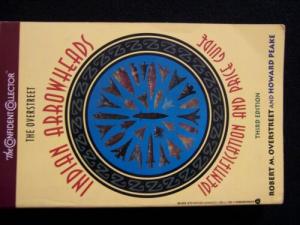 The CONFIDENT COLLECTOR
THE OVERSTREET
INDIAN ARROWHEADS
IDENTIFICATION AND PRICE GUIDE
THIRD EDITION
ROBERT M. OVERSTREET AND HOWARD PEAKE